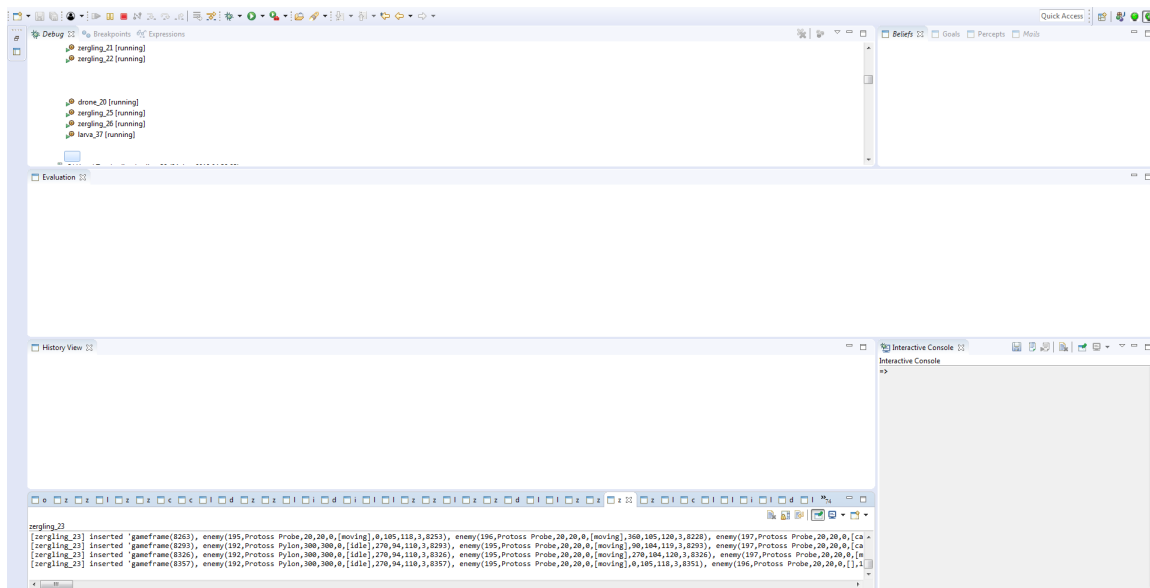 Quick Access
Debug
Breakpoints
Expressions
Beliefs
Goals
Percepts
Mails
zergling_21 [running]
zergling_22 [running]
drone_20 [running]
zergling_25 [running]
zergling_26 [running]
larva_37 [running]
Evaluation
History View
Interactive Console
Interactive Console
=>
o z z l z z c c l d z z l i d i l l z z l z z d l l z z z z l c l l i l d l
zergling_23
[zergling_23] inserted 'gameframe(8263), enemy(195,Protoss Probe,20,20,0,[moving],0,105,118,3,8253), enemy(196,Protoss Probe,20,20,0,[moving],360,105,120,3,8228), enemy(197,Protoss Probe,20,20,0,[ca
[zergling_23] inserted 'gameframe(8293), enemy(192,Protoss Pylon,300,300,0,[idle],270,94,110,3,8293), enemy(195,Protoss Probe,20,20,0,[moving],90,104,119,3,8293), enemy(197,Protoss Probe,20,20,0,[ca
[zergling_23] inserted 'gameframe(8326), enemy(192,Protoss Pylon,300,300,0,[idle],270,94,110,3,8326), enemy(195,Protoss Probe,20,20,0,[moving],270,104,120,3,8326), enemy(197,Protoss Probe,20,20,0,[m
[zergling_23] inserted 'gameframe(8357), enemy(192,Protoss Pylon,300,300,0,[idle],270,94,110,3,8357), enemy(195,Protoss Probe,20,20,0,[moving],0,105,118,3,8351), enemy(196,Protoss Probe,20,20,0,[],1